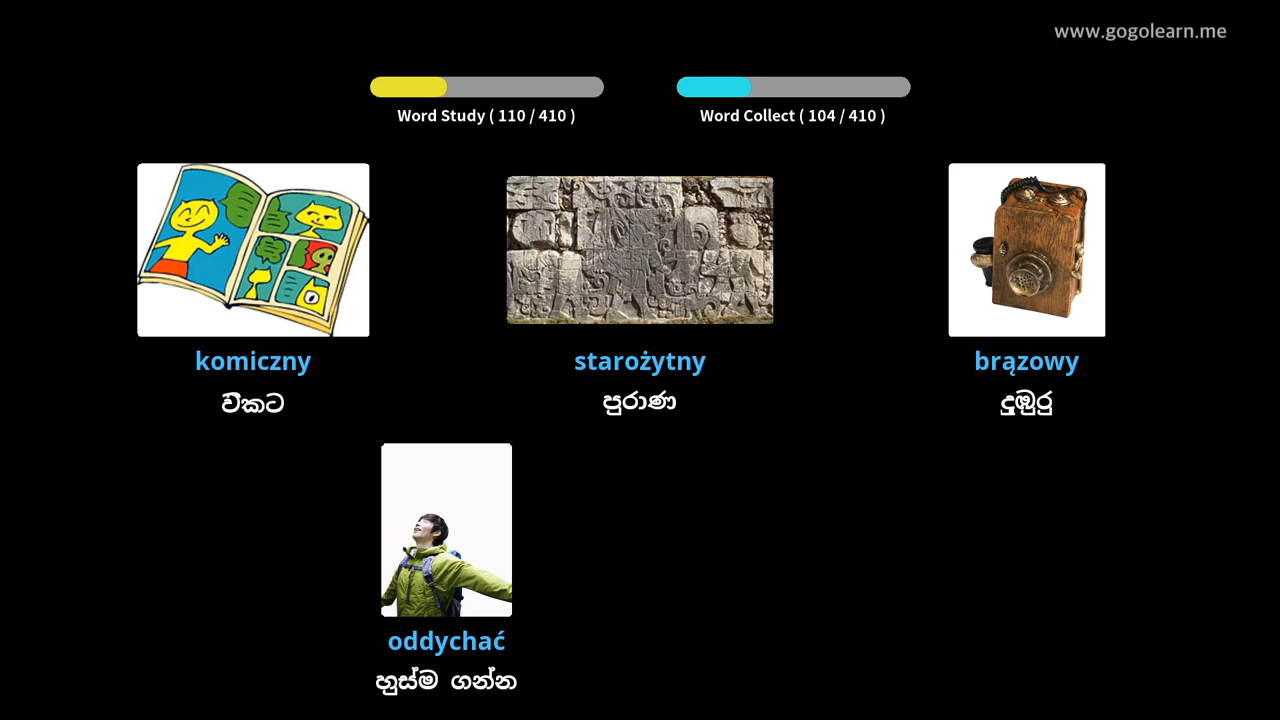 www.gogolearn.me
Word Study ( 110 / 410 )
Word Collect ( 104 / 410 )
komiczny
starożytny
brązowy
විකට
පුරාණ
දුඹුරු
oddychać
හුස්ම ගන්න